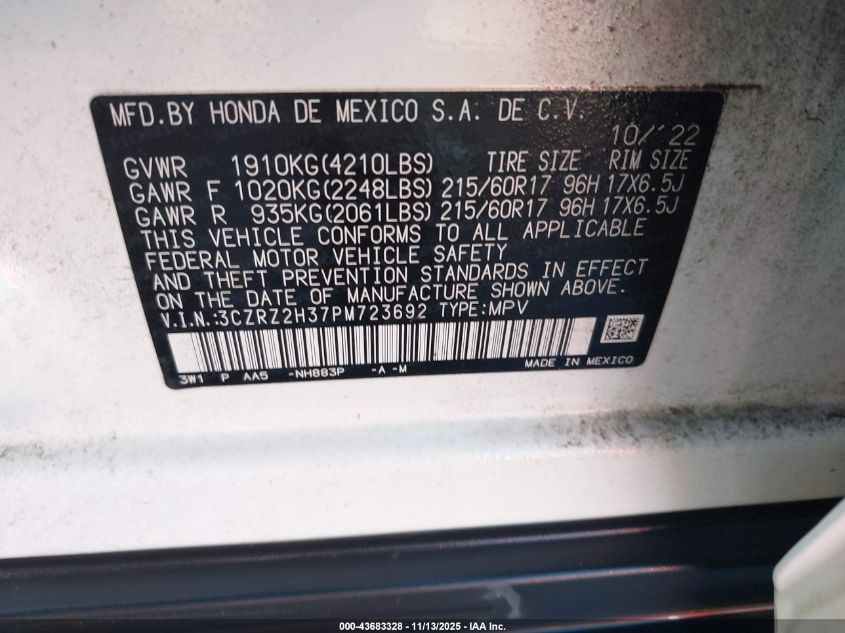 MFD.BY HONDA DE MEXICO S.A. DE C.V.
10/'22
GVWR 1910KG(4210LBS) TIRE SIZE RIM SIZE
GAWR F 1020KG(2248LBS) 215/60R17 96H 17X6.5J
GAWR R 935KG(2061LBS) 215/60R17 96H 17X6.5J
THIS VEHICLE CONFORMS TO ALL APPLICABLE
FEDERAL MOTOR VEHICLE SAFETY
AND THEFT PREVENTION STANDARDS IN EFFECT
ON THE DATE OF MANUFACTURE SHOWN ABOVE.
V.I.N.:3CZRZ2H37PM723692 TYPE:MPV
MADE IN MEXICO
3W1 P AA5 -NH883P -A -M
000-43683328 - 11/13/2025 - IAA Inc.